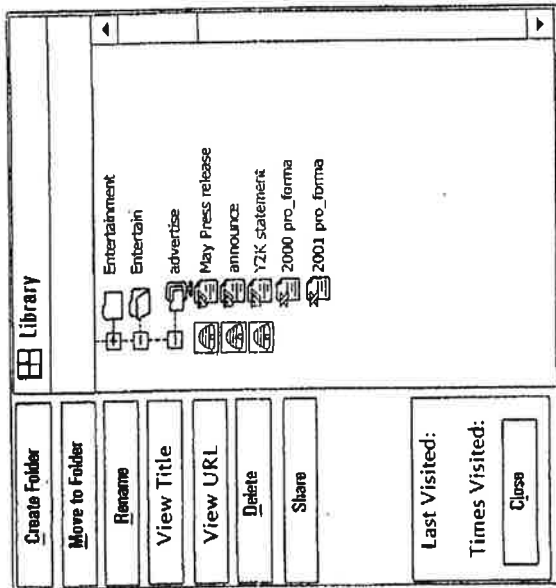 Library
Create Folder
Move to Folder
Rename
View Title
View URL
Delete
Share
Last Visited:
Times Visited:
Close
Entertainment
Entertain
advertise
May Press release
announce
Y2K statement
2000 pro_forma
2001 pro_forma